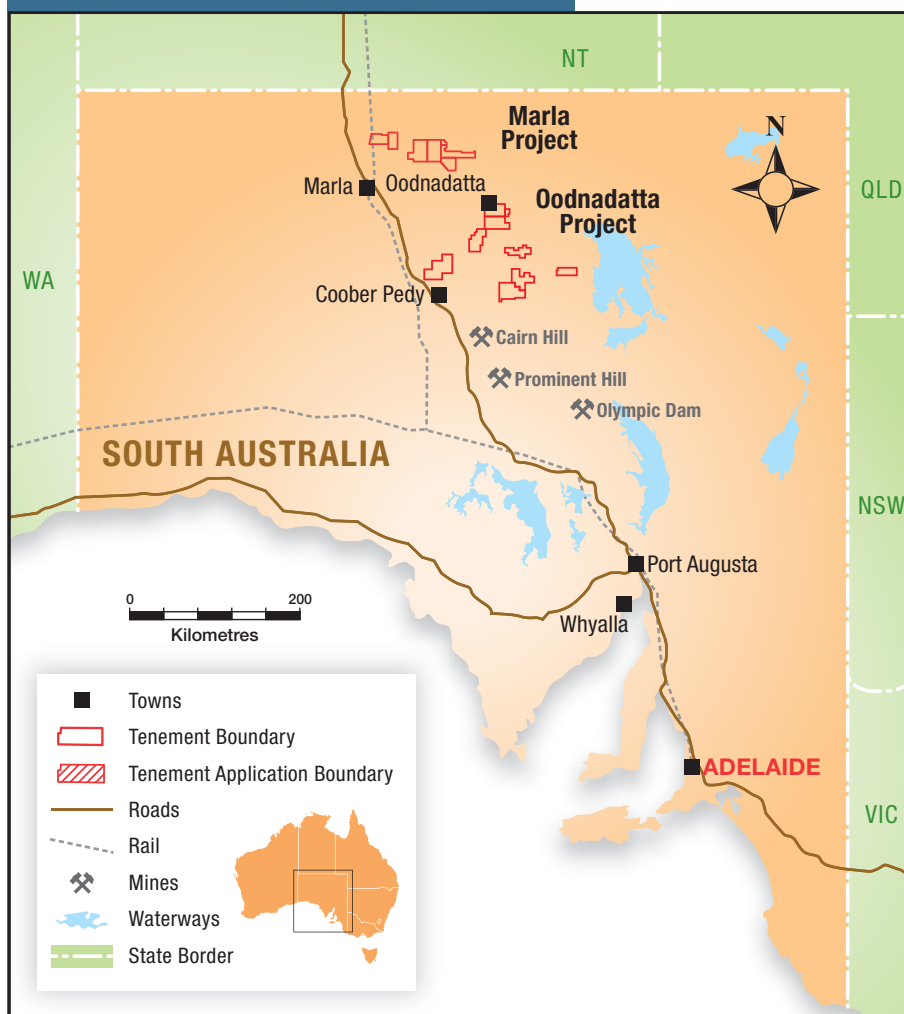 NT
Marla
Project
N
Marla
Oodnadatta
QLD
Oodnadatta
Project
WA
Coober Pedy
Cairn Hill
Prominent Hill
Olympic Dam
SOUTH AUSTRALIA
NSW
Port Augusta
0 200
Kilometres
Whyalla
Towns
Tenement Boundary
Tenement Application Boundary
ADELAIDE
Roads
VIC
Rail
Mines
Waterways
State Border